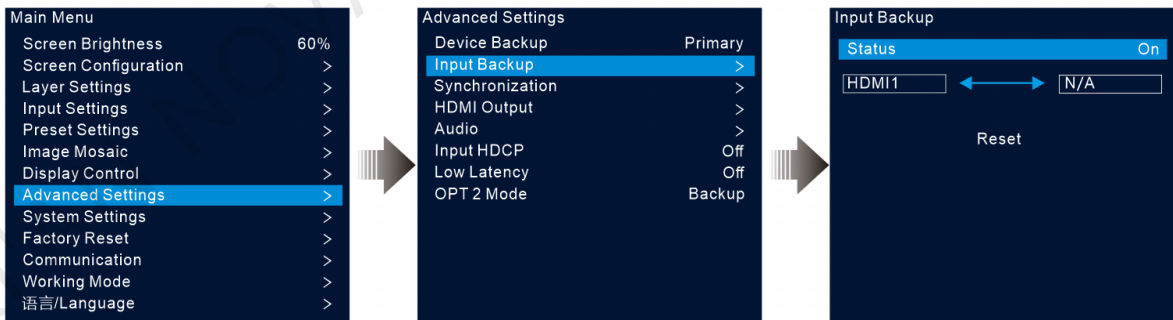 Main Menu
Screen Brightness 60%
Screen Configuration >
Layer Settings >
Input Settings >
Preset Settings >
Image Mosaic >
Display Control >
Advanced Settings >
System Settings >
Factory Reset >
Communication >
Working Mode >
语言/Language >
Advanced Settings
Device Backup Primary
Input Backup >
Synchronization >
HDMI Output >
Audio >
Input HDCP Off
Low Latency Off
OPT 2 Mode Backup
Input Backup
Status On
HDMI1 N/A
Reset